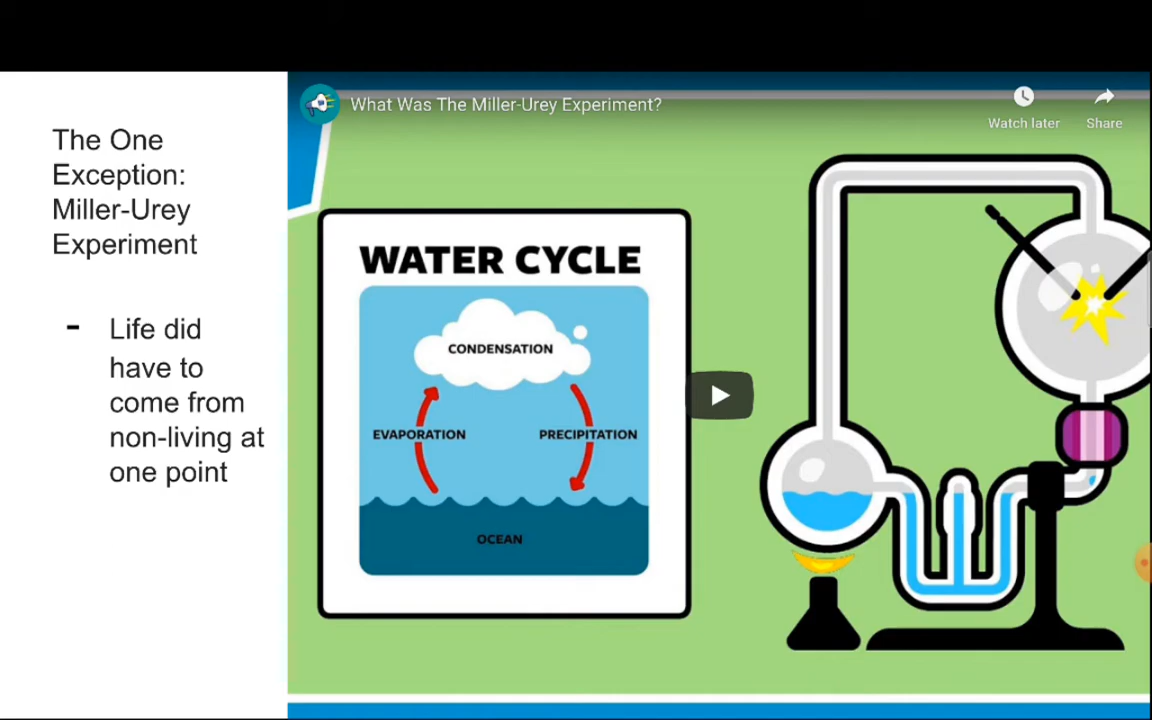 The One
Exception:
Miller-Urey
Experiment
- Life did
have to
come from
non-living at
one point
What Was The Miller-Urey Experiment?
Watch later
Share
WATER CYCLE
CONDENSATION
EVAPORATION
PRECIPITATION
OCEAN